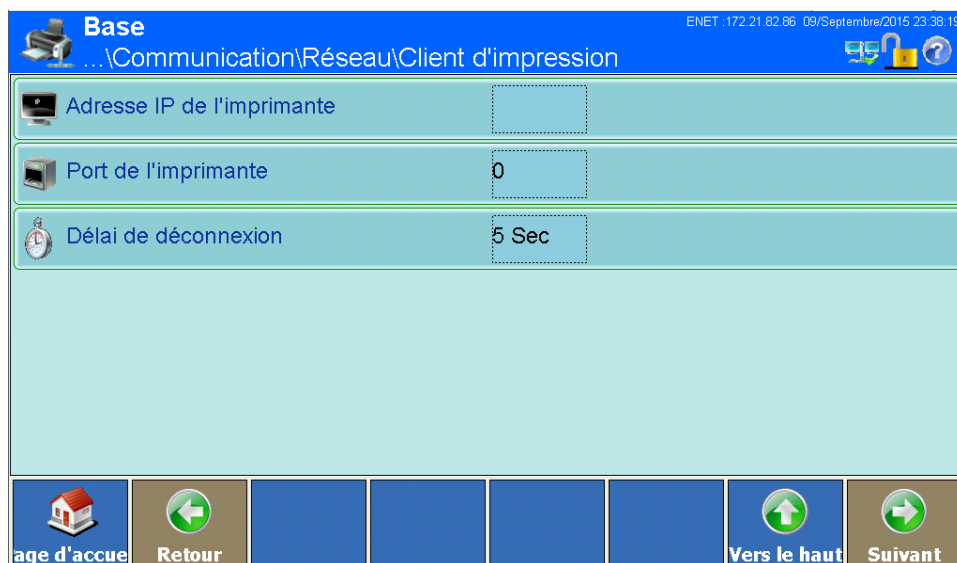 Base
ENET :172.21.82.86 09/Septembre/2015 23:38:19
...\Communication\Réseau\Client d'impression
Adresse IP de l'imprimante
Port de l'imprimante 0
Délai de déconnexion 5 Sec
age d'accue Retour Vers le haut Suivant